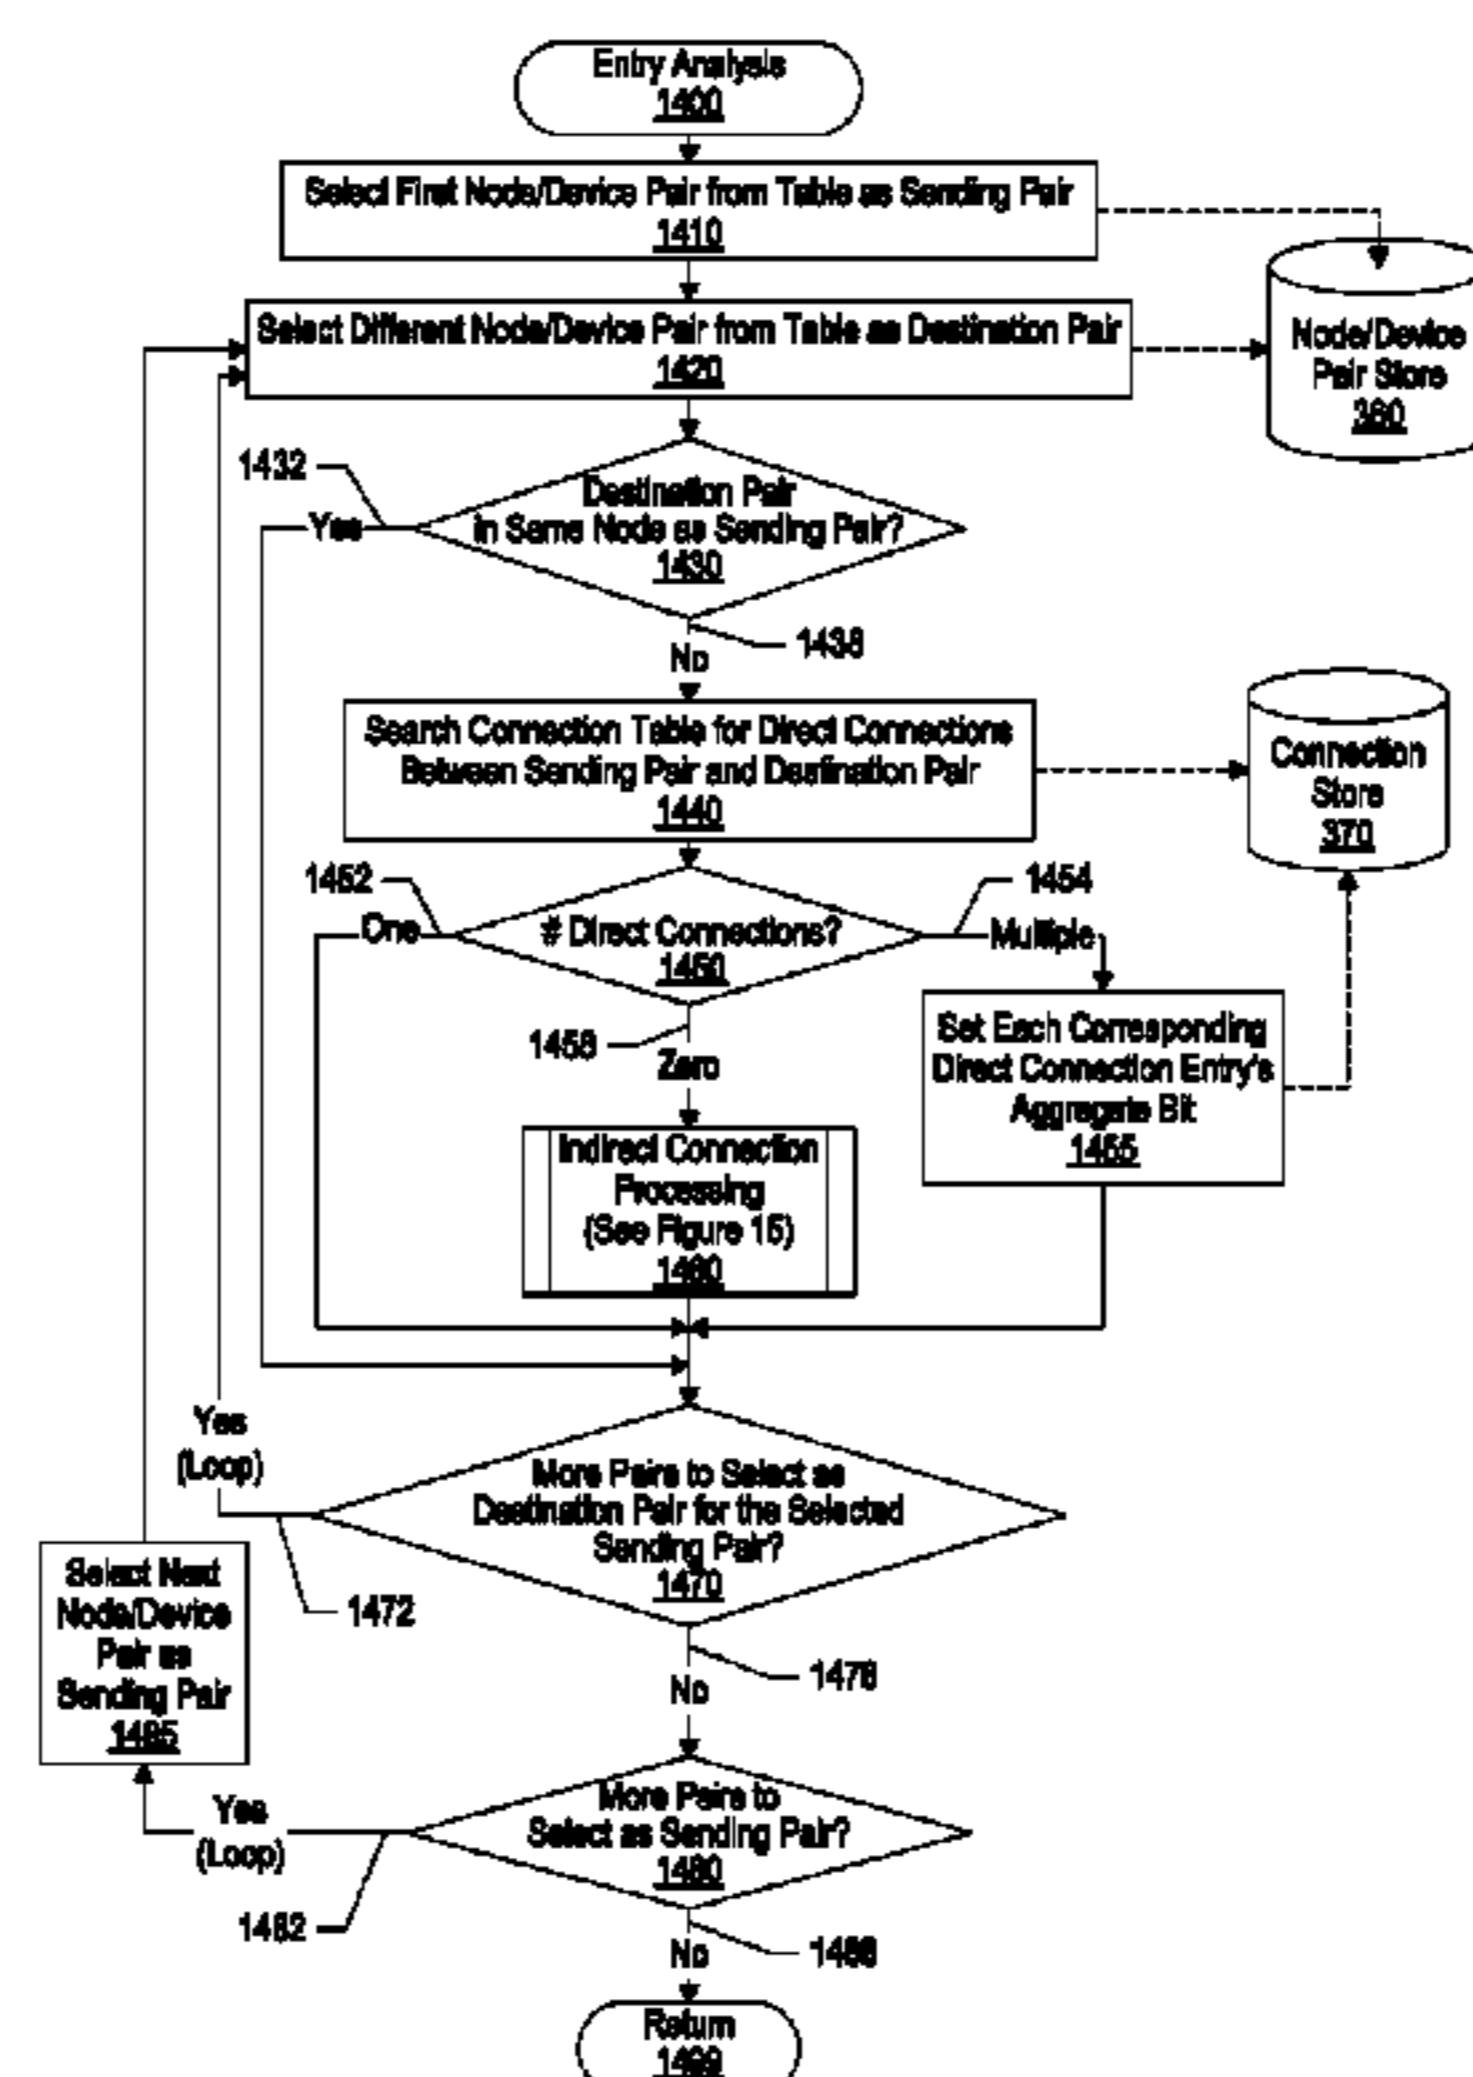 Entry Analysis
1400
Select First Node/Device Pair from Table as Sending Pair
1410
Select Different Node/Device Pair from Table as Destination Pair
1420
Node/Device
Pair Store
360
1432
Yes
Destination Pair
in Same Node as Sending Pair?
1430
1438
No
Search Connection Table for Direct Connections
Between Sending Pair and Destination Pair
1440
Connection
Store
370
1452
One
# Direct Connections?
1450
1454
Multiple
1458
Zero
Set Each Corresponding
Direct Connection Entry's
Aggregate Bit
1455
Indirect Connection
Processing
(See Figure 15)
1460
Yes
(Loop)
More Pairs to Select as
Destination Pair for the Selected
Sending Pair?
1470
1472
Select Next
Node/Device
Pair as
Sending Pair
1485
1478
No
Yes
(Loop)
More Pairs to
Select as Sending Pair?
1480
1482
1488
No
Return
1499